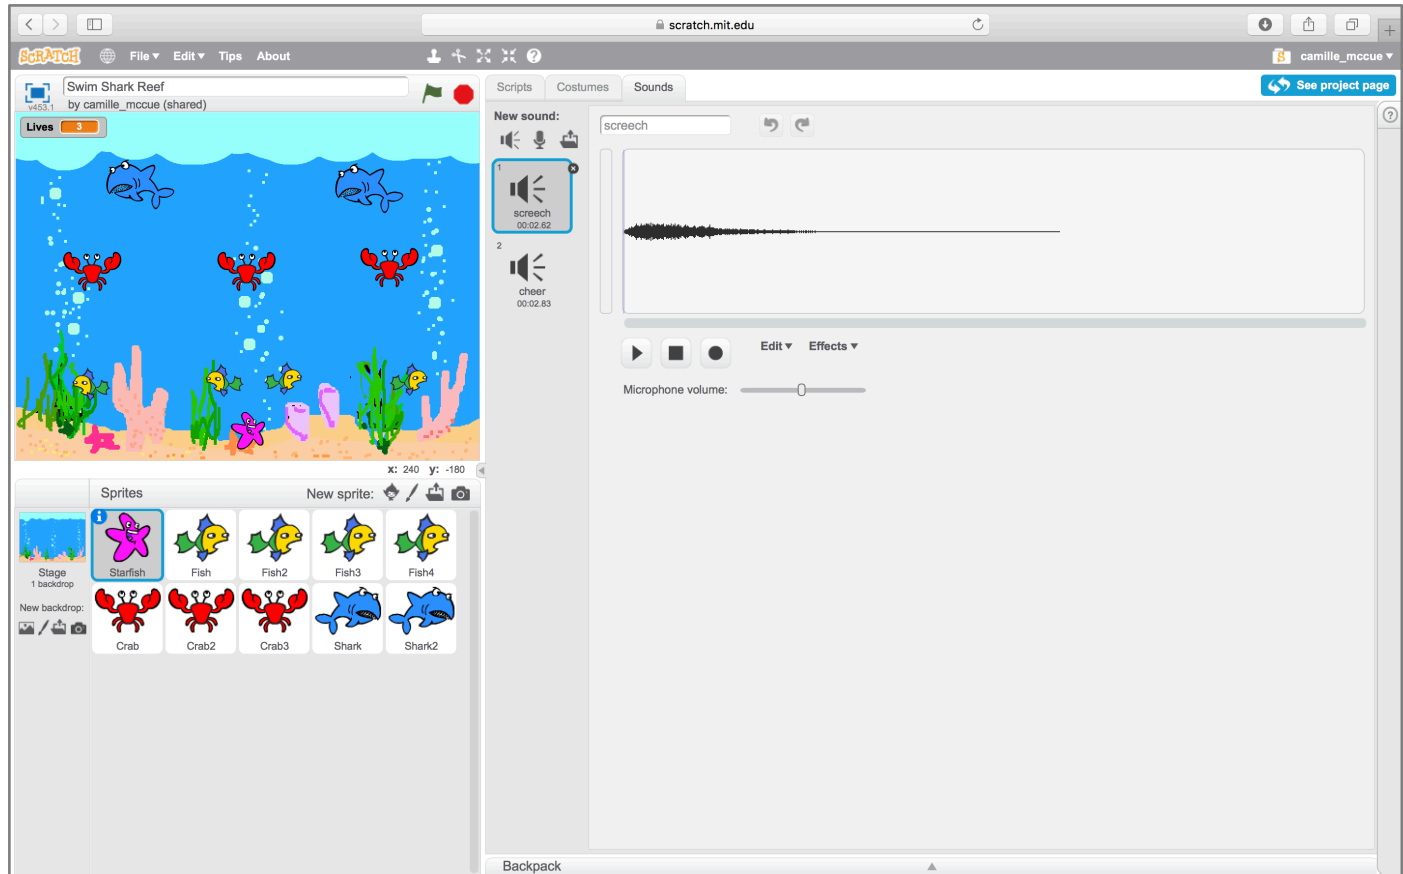 scratch.mit.edu
SCRATCH File Edit Tips About camille_mccue
v453.1
Swim Shark Reef
by camille_mccue (shared)
Scripts Costumes Sounds
See project page
Lives 3
New sound:
screech
1
screech
00:02.62
2
cheer
00:02.83
Edit Effects
Microphone volume:
x: 240 y: -180
Sprites New sprite:
Stage
1 backdrop
New backdrop:
Starfish Fish Fish2 Fish3 Fish4
Crab Crab2 Crab3 Shark Shark2
Backpack